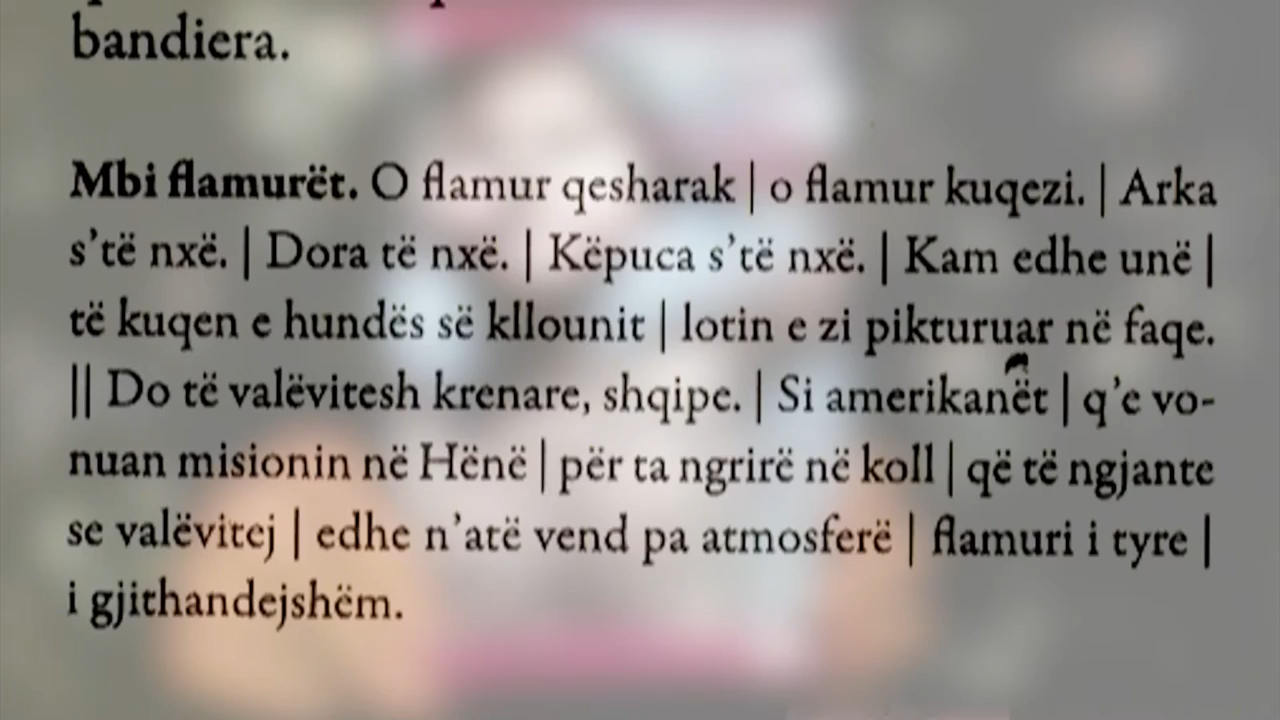 bandiera.
Mbi flamurët. O flamur qesharak | o flamur kuqezi. | Arka
s’të nxë. | Dora të nxë. | Këpuca s’të nxë. | Kam edhe unë |
të kuqen e hundës së kllounit | lotin e zi pikturuar në faqe.
|| Do të valëvitesh krenare, shqipe. | Si amerikanët | q’e vo-
nuan misionin në Hënë | për ta ngrirë në koll | që të ngjante
se valëvitej | edhe n’atë vend pa atmosferë | flamuri i tyre |
i gjithandejshëm.